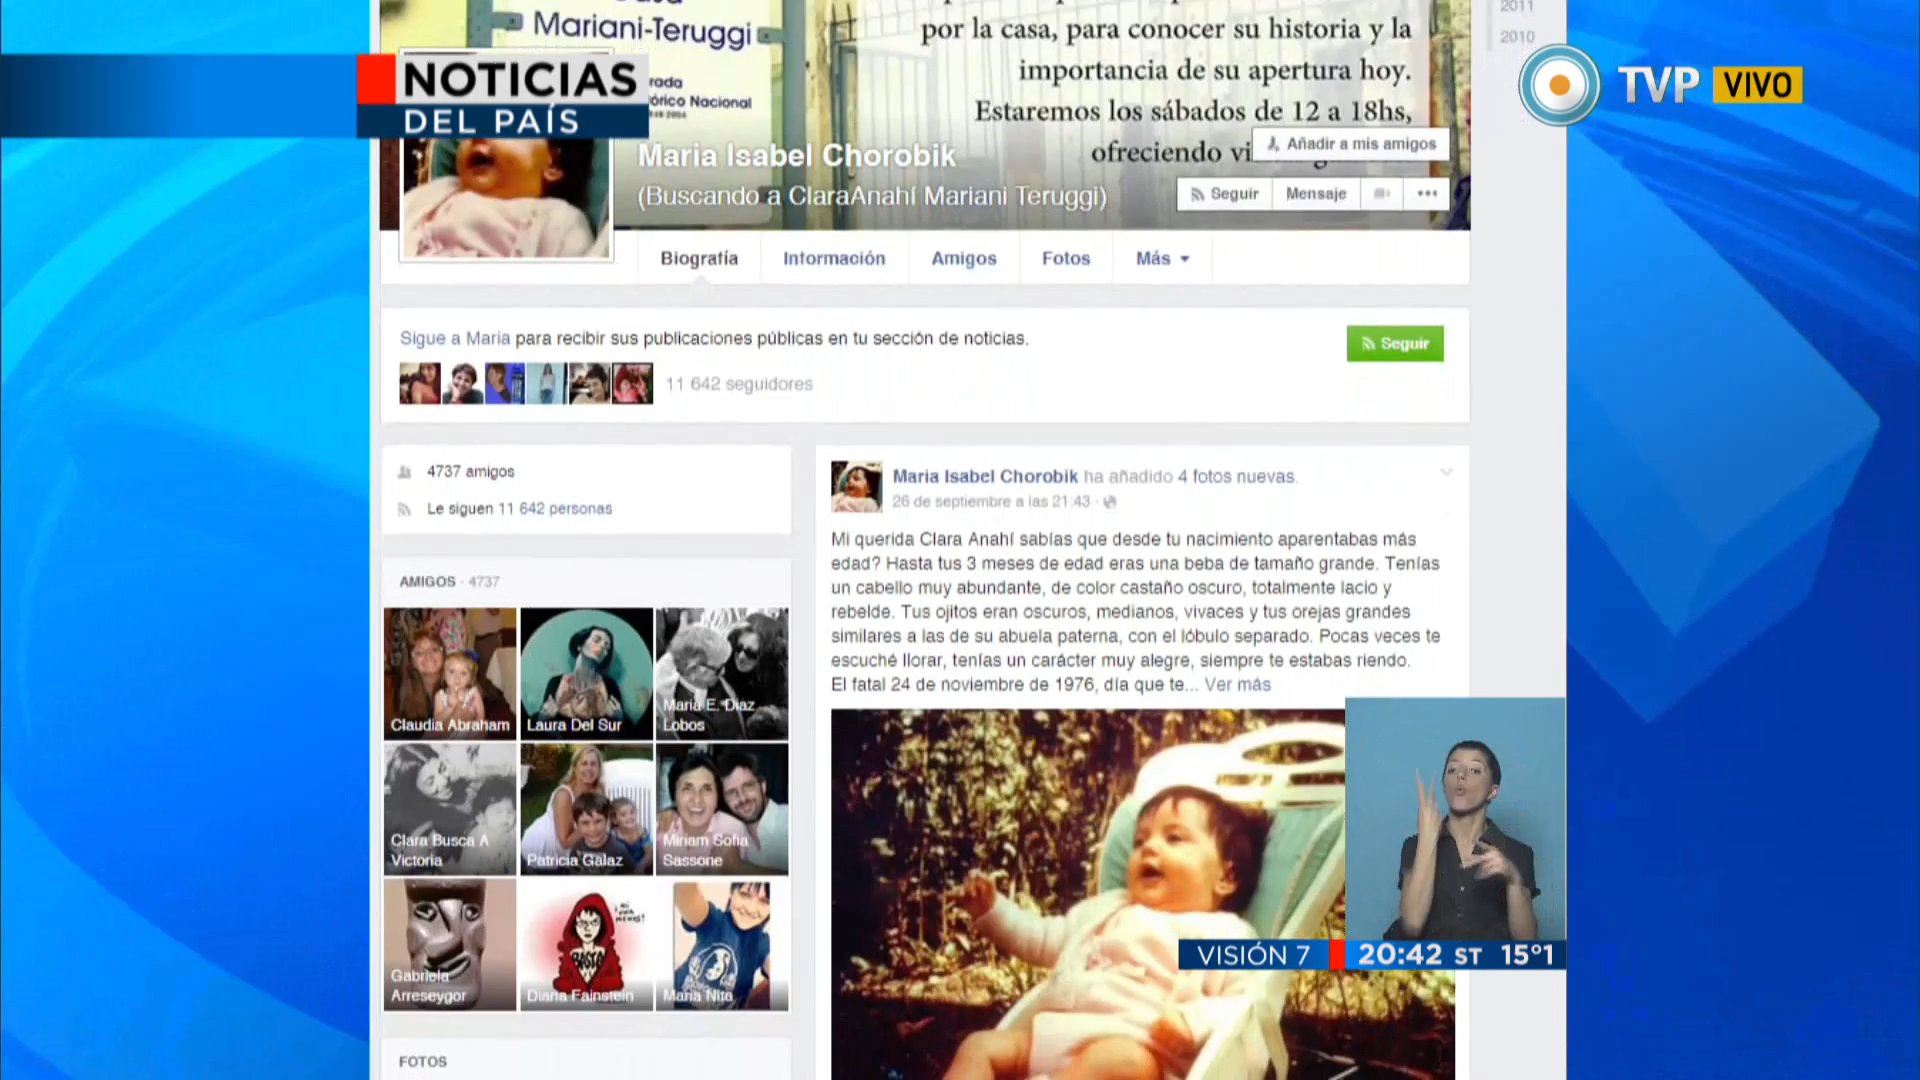 Mariani-Teruggi
rada
órico Nacional
por la casa, para conocer su historia y la
importancia de su apertura hoy.
Estaremos los sábados de 12 a 18hs,
ofreciendo
2011
2010
NOTICIAS
DEL PAÍS
TVP VIVO
Maria Isabel Chorobik
(Buscando a ClaraAnahí Mariani Teruggi)
Añadir a mis amigos
Seguir
Mensaje
Biografía
Información
Amigos
Fotos
Más
Sigue a Maria para recibir sus publicaciones públicas en tu sección de noticias.
Seguir
11 642 seguidores
4737 amigos
Le siguen 11 642 personas
AMIGOS · 4737
Claudia Abraham
Laura Del Sur
Maria E. Diaz
Lobos
Clara Busca A
Victoria
Patricia Galaz
Miriam Sofia
Sassone
Gabriela
Arreseygor
BASTA
Diana Fainstein
Maria Nita
FOTOS
Maria Isabel Chorobik ha añadido 4 fotos nuevas.
26 de septiembre a las 21:43 ·
Mi querida Clara Anahí sabías que desde tu nacimiento aparentabas más
edad? Hasta tus 3 meses de edad eras una beba de tamaño grande. Tenías
un cabello muy abundante, de color castaño oscuro, totalmente lacio y
rebelde. Tus ojitos eran oscuros, medianos, vivaces y tus orejas grandes
similares a las de su abuela paterna, con el lóbulo separado. Pocas veces te
escuché llorar, tenías un carácter muy alegre, siempre te estabas riendo.
El fatal 24 de noviembre de 1976, día que te... Ver más
VISIÓN 7
20:42 ST 15°1